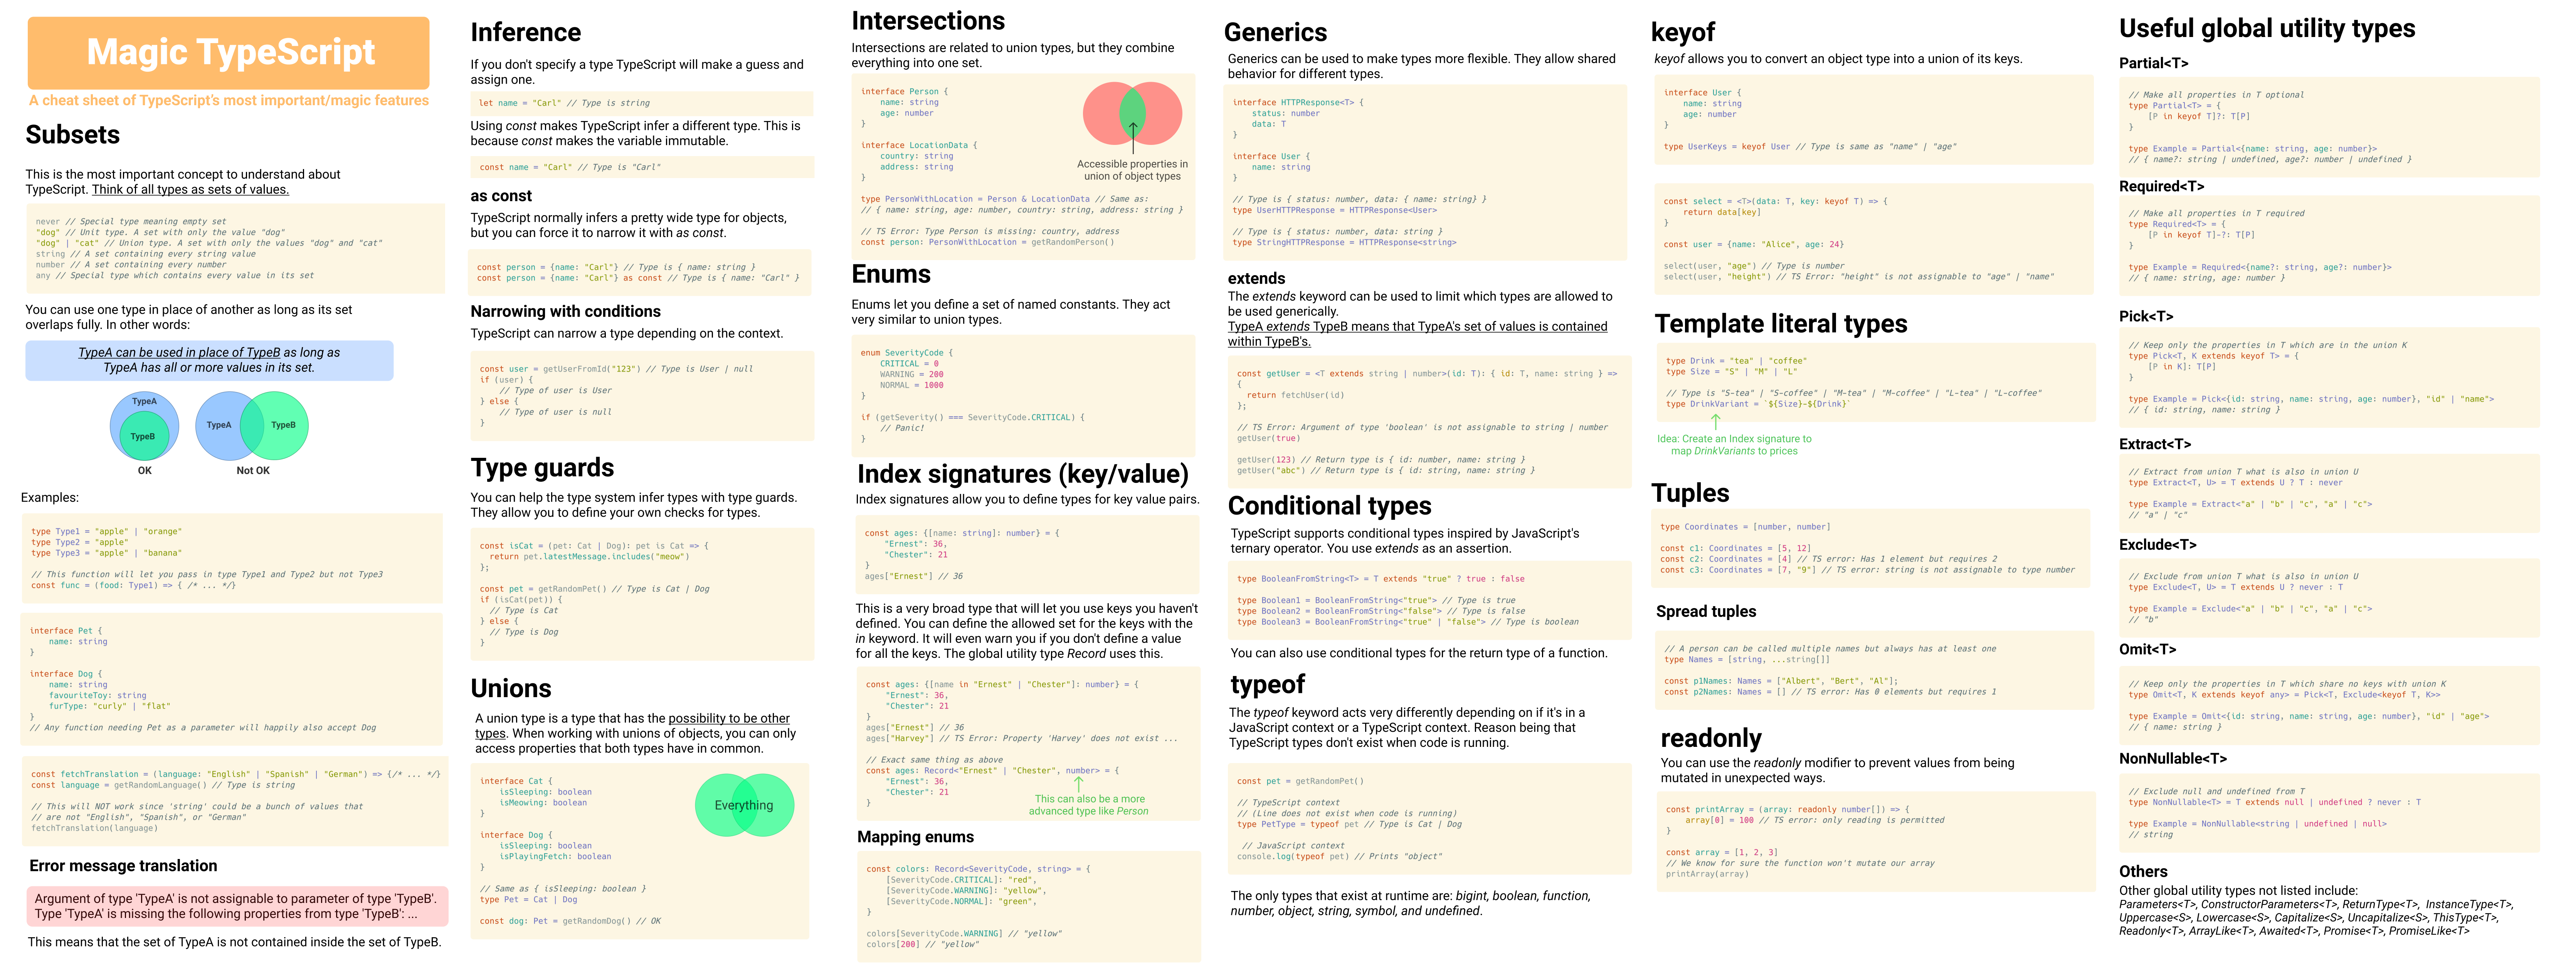 Magic TypeScript
A cheat sheet of TypeScript's most important/magic features
Subsets
This is the most important concept to understand about
TypeScript. Think of all types as sets of values.
never // Special type meaning empty set
"dog" // Unit type. A set with only the value "dog"
"dog" | "cat" // Union type. A set with only the values "dog" and "cat"
string // A set containing every string value
number // A set containing every number
any // Special type which contains every value in its set
You can use one type in place of another as long as its set
overlaps fully. In other words:
TypeA can be used in place of TypeB as long as
TypeA has all or more values in its set.
TypeA
TypeB
OK
TypeA
TypeB
Not OK
Examples:
type Type1 = "apple" | "orange"
type Type2 = "apple"
type Type3 = "apple" | "banana"
// This function will let you pass in type Type1 and Type2 but not Type3
const func = (food: Type1) => { /* ... */}
interface Pet {
name: string
}
interface Dog {
name: string
favouriteToy: string
furType: "curly" | "flat"
}
// Any function needing Pet as a parameter will happily also accept Dog
const fetchTranslation = (language: "English" | "Spanish" | "German") => {/* ... */}
const language = getRandomLanguage() // Type is string
// This will NOT work since 'string' could be a bunch of values that
// are not "English", "Spanish", or "German"
fetchTranslation(language)
Error message translation
Argument of type 'TypeA' is not assignable to parameter of type 'TypeB'.
Type 'TypeA' is missing the following properties from type 'TypeB': ...
This means that the set of TypeA is not contained inside the set of TypeB.
Inference
If you don't specify a type TypeScript will make a guess and
assign one.
let name = "Carl" // Type is string
Using const makes TypeScript infer a different type. This is
because const makes the variable immutable.
const name = "Carl" // Type is "Carl"
as const
TypeScript normally infers a pretty wide type for objects,
but you can force it to narrow it with as const.
const person = {name: "Carl"} // Type is { name: string }
const person = {name: "Carl"} as const // Type is { name: "Carl" }
Narrowing with conditions
TypeScript can narrow a type depending on the context.
const user = getUserFromId("123") // Type is User | null
if (user) {
// Type of user is User
} else {
// Type of user is null
}
Type guards
You can help the type system infer types with type guards.
They allow you to define your own checks for types.
const isCat = (pet: Cat | Dog): pet is Cat => {
return pet.latestMessage.includes("meow")
};
const pet = getRandomPet() // Type is Cat | Dog
if (isCat(pet)) {
// Type is Cat
} else {
// Type is Dog
}
Unions
A union type is a type that has the possibility to be other
types. When working with unions of objects, you can only
access properties that both types have in common.
interface Cat {
isSleeping: boolean
isMeowing: boolean
}
interface Dog {
isSleeping: boolean
isPlayingFetch: boolean
}
// Same as { isSleeping: boolean }
type Pet = Cat | Dog
const dog: Pet = getRandomDog() // OK
Everything
Intersections
Intersections are related to union types, but they combine
everything into one set.
interface Person {
name: string
age: number
}
interface LocationData {
country: string
address: string
}
type PersonWithLocation = Person & LocationData // Same as:
// { name: string, age: number, country: string, address: string }
// TS Error: Type Person is missing: country, address
const person: PersonWithLocation = getRandomPerson()
Accessible properties in
union of object types
Enums
Enums let you define a set of named constants. They act
very similar to union types.
enum SeverityCode {
CRITICAL = 0
WARNING = 200
NORMAL = 1000
}
if (getSeverity() === SeverityCode.CRITICAL) {
// Panic!
}
Index signatures (key/value)
Index signatures allow you to define types for key value pairs.
const ages: {[name: string]: number} = {
"Ernest": 36,
"Chester": 21
}
ages["Ernest"] // 36
This is a very broad type that will let you use keys you haven't
defined. You can define the allowed set for the keys with the
in keyword. It will even warn you if you don't define a value
for all the keys. The global utility type Record uses this.
const ages: {[name in "Ernest" | "Chester"]: number} = {
"Ernest": 36,
"Chester": 21
}
ages["Ernest"] // 36
ages["Harvey"] // TS Error: Property 'Harvey' does not exist ...
// Exact same thing as above
const ages: Record<"Ernest" | "Chester", number> = {
"Ernest": 36,
"Chester": 21
}
This can also be a more
advanced type like Person
Mapping enums
const colors: Record<SeverityCode, string> = {
[SeverityCode.CRITICAL]: "red",
[SeverityCode.WARNING]: "yellow",
[SeverityCode.NORMAL]: "green",
}
colors[SeverityCode.WARNING] // "yellow"
colors[200] // "yellow"
Generics
Generics can be used to make types more flexible. They allow shared
behavior for different types.
interface HTTPResponse<T> {
status: number
data: T
}
interface User {
name: string
}
// Type is { status: number, data: { name: string} }
type UserHTTPResponse = HTTPResponse<User>
// Type is { status: number, data: string }
type StringHTTPResponse = HTTPResponse<string>
extends
The extends keyword can be used to limit which types are allowed to
be used generically.
TypeA extends TypeB means that TypeA's set of values is contained
within TypeB's.
const getUser = <T extends string | number>(id: T): { id: T, name: string } =>
{
return fetchUser(id)
};
// TS Error: Argument of type 'boolean' is not assignable to string | number
getUser(true)
getUser(123) // Return type is { id: number, name: string }
getUser("abc") // Return type is { id: string, name: string }
Conditional types
TypeScript supports conditional types inspired by JavaScript's
ternary operator. You use extends as an assertion.
type BooleanFromString<T> = T extends "true" ? true : false
type Boolean1 = BooleanFromString<"true"> // Type is true
type Boolean2 = BooleanFromString<"false"> // Type is false
type Boolean3 = BooleanFromString<"true" | "false"> // Type is boolean
You can also use conditional types for the return type of a function.
typeof
The typeof keyword acts very differently depending on if it's in a
JavaScript context or a TypeScript context. Reason being that
TypeScript types don't exist when code is running.
const pet = getRandomPet()
// TypeScript context
// (Line does not exist when code is running)
type PetType = typeof pet // Type is Cat | Dog
// JavaScript context
console.log(typeof pet) // Prints "object"
The only types that exist at runtime are: bigint, boolean, function,
number, object, string, symbol, and undefined.
keyof
keyof allows you to convert an object type into a union of its keys.
interface User {
name: string
age: number
}
type UserKeys = keyof User // Type is same as "name" | "age"
const select = <T>(data: T, key: keyof T) => {
return data[key]
}
const user = {name: "Alice", age: 24}
select(user, "age") // Type is number
select(user, "height") // TS Error: "height" is not assignable to "age" | "name"
Template literal types
type Drink = "tea" | "coffee"
type Size = "S" | "M" | "L"
// Type is "S-tea" | "S-coffee" | "M-tea" | "M-coffee" | "L-tea" | "L-coffee"
type DrinkVariant = `${Size}-${Drink}`
Idea: Create an Index signature to
map DrinkVariants to prices
Tuples
type Coordinates = [number, number]
const c1: Coordinates = [5, 12]
const c2: Coordinates = [4] // TS error: Has 1 element but requires 2
const c3: Coordinates = [7, "9"] // TS error: string is not assignable to type number
Spread tuples
// A person can be called multiple names but always has at least one
type Names = [string, ...string[]]
const p1Names: Names = ["Albert", "Bert", "Al"];
const p2Names: Names = [] // TS error: Has 0 elements but requires 1
readonly
You can use the readonly modifier to prevent values from being
mutated in unexpected ways.
const printArray = (array: readonly number[]) => {
array[0] = 100 // TS error: only reading is permitted
}
const array = [1, 2, 3]
// We know for sure the function won't mutate our array
printArray(array)
Useful global utility types
Partial<T>
// Make all properties in T optional
type Partial<T> = {
[P in keyof T]?: T[P]
}
type Example = Partial<{name: string, age: number}>
// { name?: string | undefined, age?: number | undefined }
Required<T>
// Make all properties in T required
type Required<T> = {
[P in keyof T]-?: T[P]
}
type Example = Required<{name?: string, age?: number}>
// { name: string, age: number }
Pick<T>
// Keep only the properties in T which are in the union K
type Pick<T, K extends keyof T> = {
[P in K]: T[P]
}
type Example = Pick<{id: string, name: string, age: number}, "id" | "name">
// { id: string, name: string }
Extract<T>
// Extract from union T what is also in union U
type Extract<T, U> = T extends U ? T : never
type Example = Extract<"a" | "b" | "c", "a" | "c">
// "a" | "c"
Exclude<T>
// Exclude from union T what is also in union U
type Exclude<T, U> = T extends U ? never : T
type Example = Exclude<"a" | "b" | "c", "a" | "c">
// "b"
Omit<T>
// Keep only the properties in T which share no keys with union K
type Omit<T, K extends keyof any> = Pick<T, Exclude<keyof T, K>>
type Example = Omit<{id: string, name: string, age: number}, "id" | "age">
// { name: string }
NonNullable<T>
// Exclude null and undefined from T
type NonNullable<T> = T extends null | undefined ? never : T
type Example = NonNullable<string | undefined | null>
// string
Others
Other global utility types not listed include:
Parameters<T>, ConstructorParameters<T>, ReturnType<T>, InstanceType<T>,
Uppercase<S>, Lowercase<S>, Capitalize<S>, Uncapitalize<S>, ThisType<T>,
Readonly<T>, ArrayLike<T>, Awaited<T>, Promise<T>, PromiseLike<T>